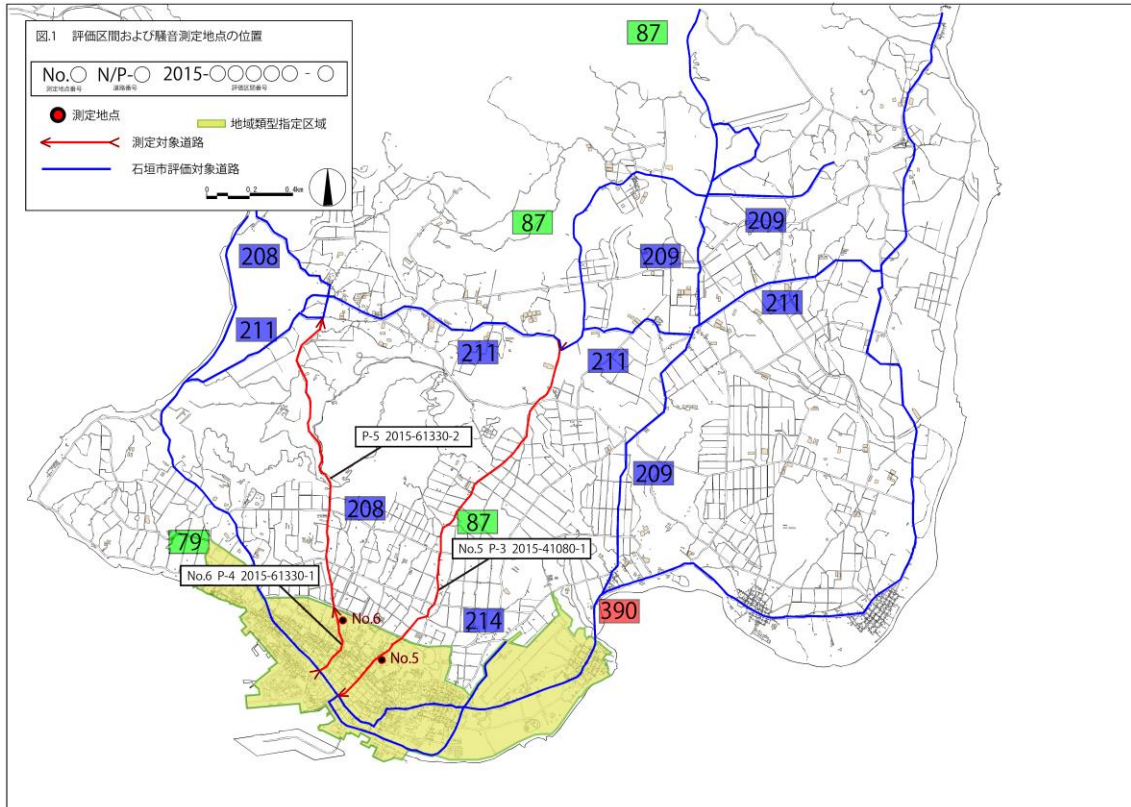 図.1 評価区間および騒音測定地点の位置
No.○ N/P-○ 2015-○○○○○ - ○
測定地点番号 道路番号 評価区間番号
測定地点
地域類型指定区域
測定対象道路
石垣市評価対象道路
0 0.2 0.4km
87
87
209
208
209
211
211
211
211
P-5 2015-61330-2
209
208
87
79
No.5 P-3 2015-41080-1
No.6 P-4 2015-61330-1
390
No.6
214
No.5